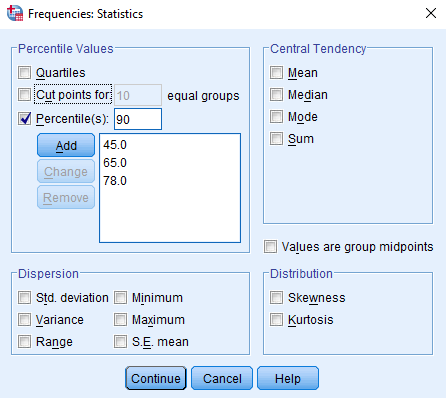 Frequencies: Statistics
Percentile Values
Quartiles
Cut points for: 10 equal groups
Percentile(s): 90
Add
Change
Remove
45.0
65.0
78.0
Central Tendency
Mean
Median
Mode
Sum
Values are group midpoints
Dispersion
Std. deviation Minimum
Variance Maximum
Range S.E. mean
Distribution
Skewness
Kurtosis
Continue Cancel Help